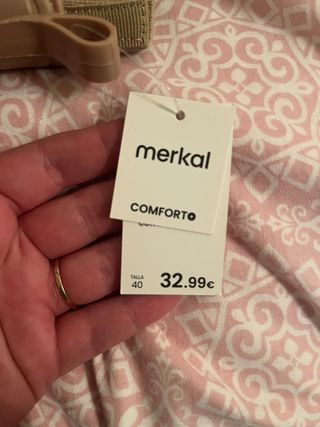 merkal
COMFORT+
TALLA
40
32.99€